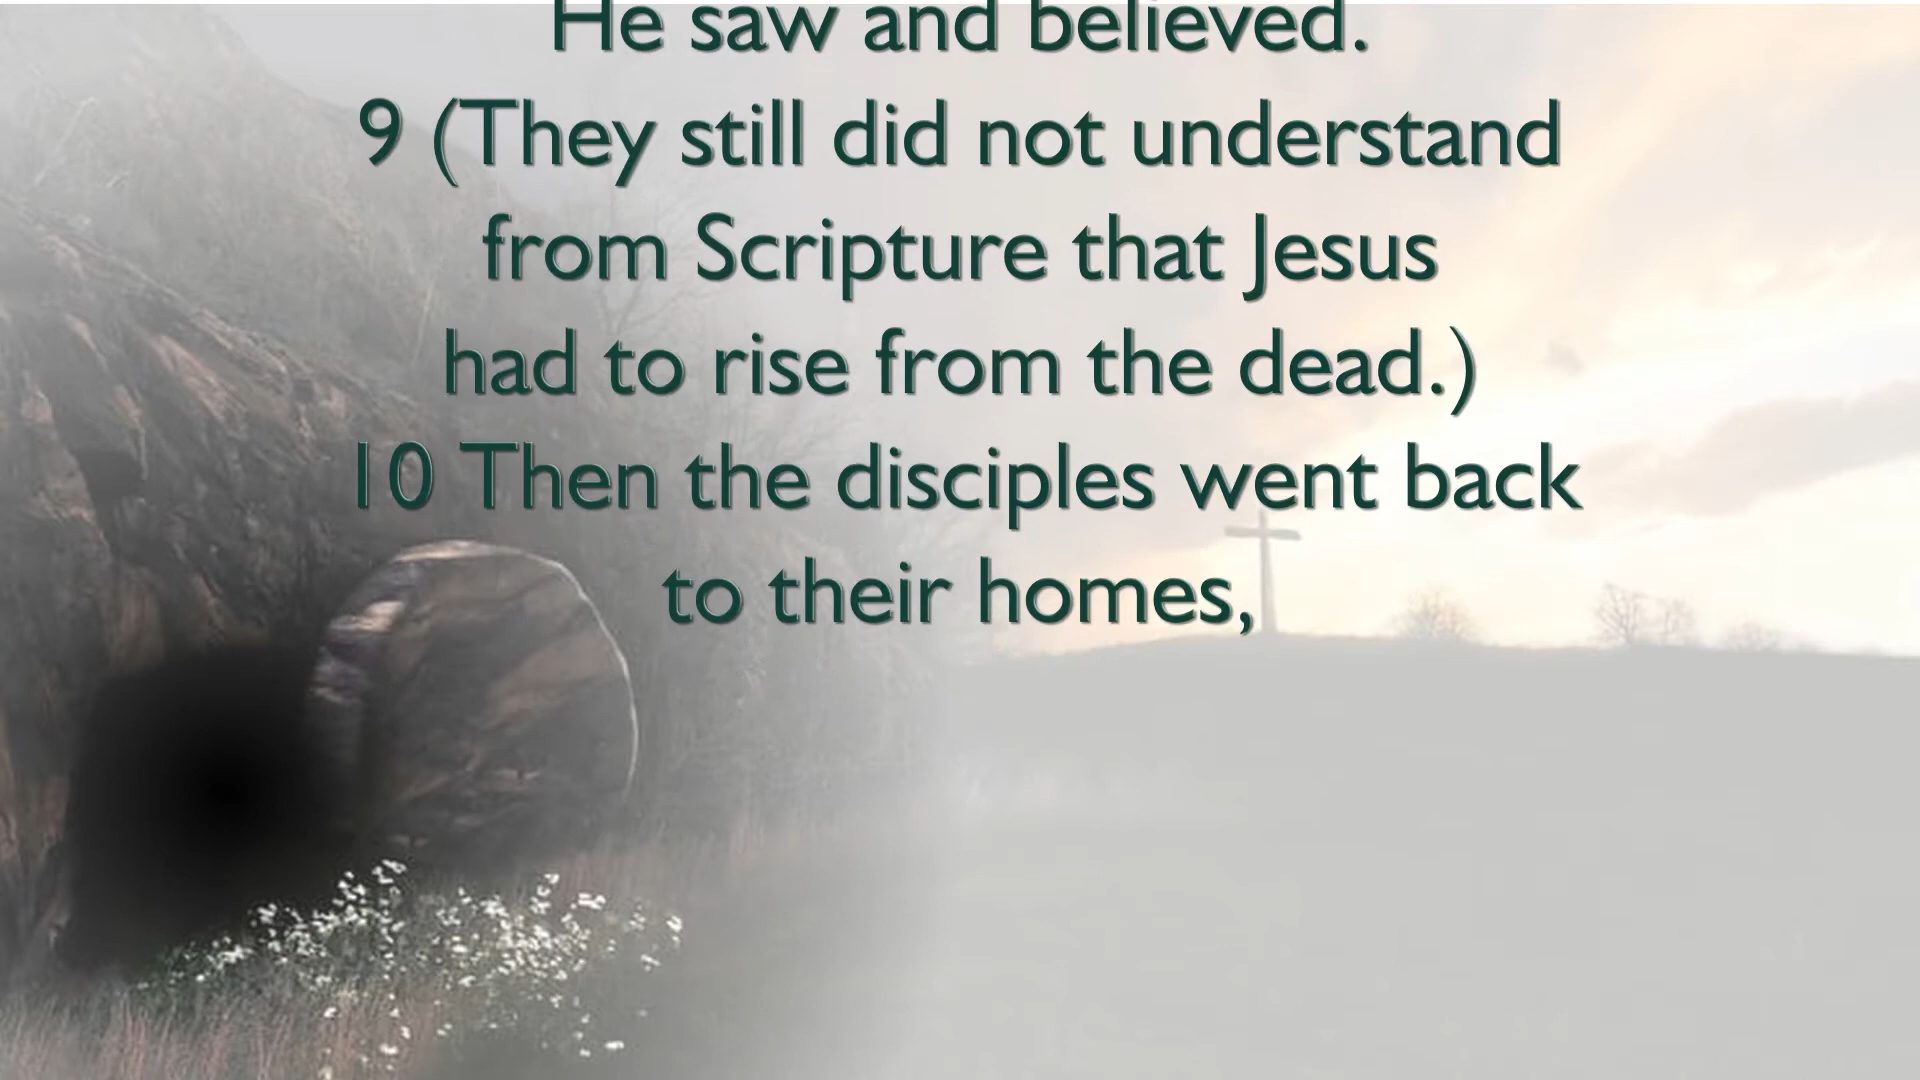 He saw and believed.
9 (They still did not understand
from Scripture that Jesus
had to rise from the dead.)
10 Then the disciples went back
to their homes,